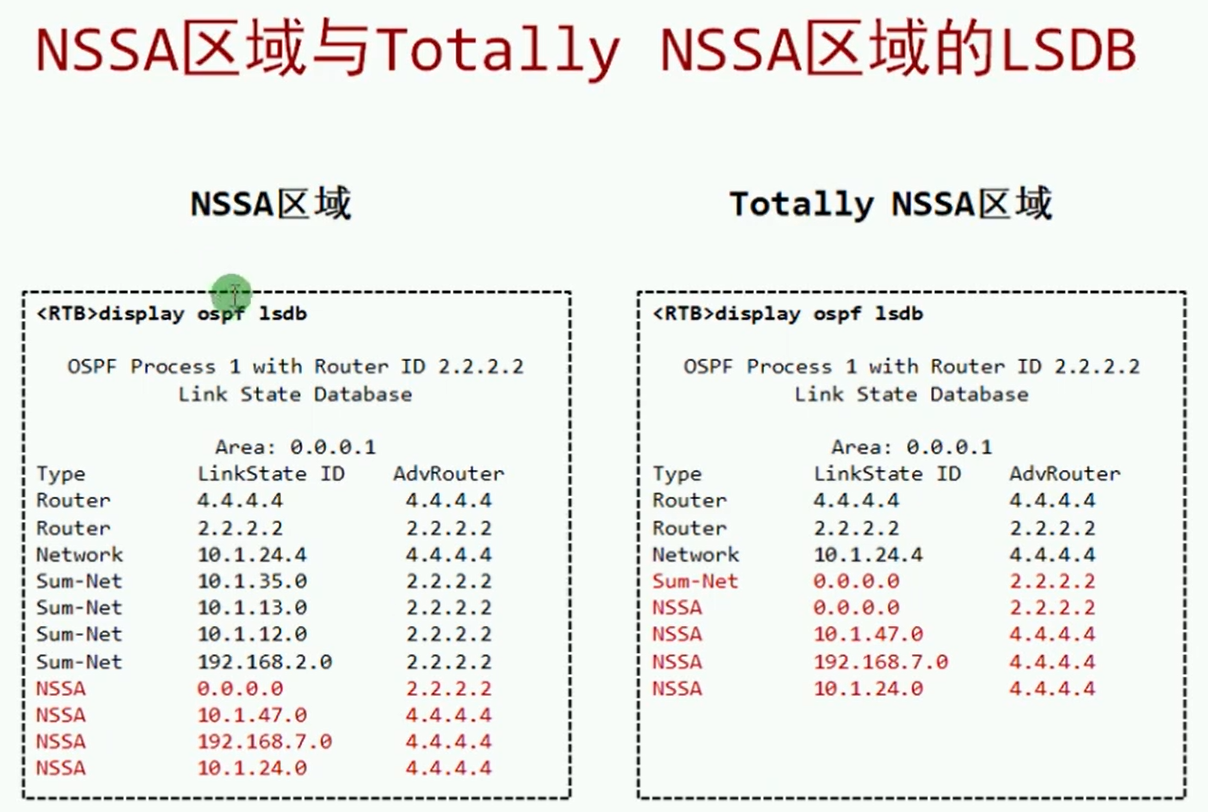 NSSA区域与Totally NSSA区域的LSDB
NSSA区域
<RTB>display ospf lsdb
OSPF Process 1 with Router ID 2.2.2.2
Link State Database
Area: 0.0.0.1
Type LinkState ID AdvRouter
Router 4.4.4.4 4.4.4.4
Router 2.2.2.2 2.2.2.2
Network 10.1.24.4 4.4.4.4
Sum-Net 10.1.35.0 2.2.2.2
Sum-Net 10.1.13.0 2.2.2.2
Sum-Net 10.1.12.0 2.2.2.2
Sum-Net 192.168.2.0 2.2.2.2
NSSA 0.0.0.0 2.2.2.2
NSSA 10.1.47.0 4.4.4.4
NSSA 192.168.7.0 4.4.4.4
NSSA 10.1.24.0 4.4.4.4
Totally NSSA区域
<RTB>display ospf lsdb
OSPF Process 1 with Router ID 2.2.2.2
Link State Database
Area: 0.0.0.1
Type LinkState ID AdvRouter
Router 4.4.4.4 4.4.4.4
Router 2.2.2.2 2.2.2.2
Network 10.1.24.4 4.4.4.4
Sum-Net 0.0.0.0 2.2.2.2
NSSA 0.0.0.0 2.2.2.2
NSSA 10.1.47.0 4.4.4.4
NSSA 192.168.7.0 4.4.4.4
NSSA 10.1.24.0 4.4.4.4